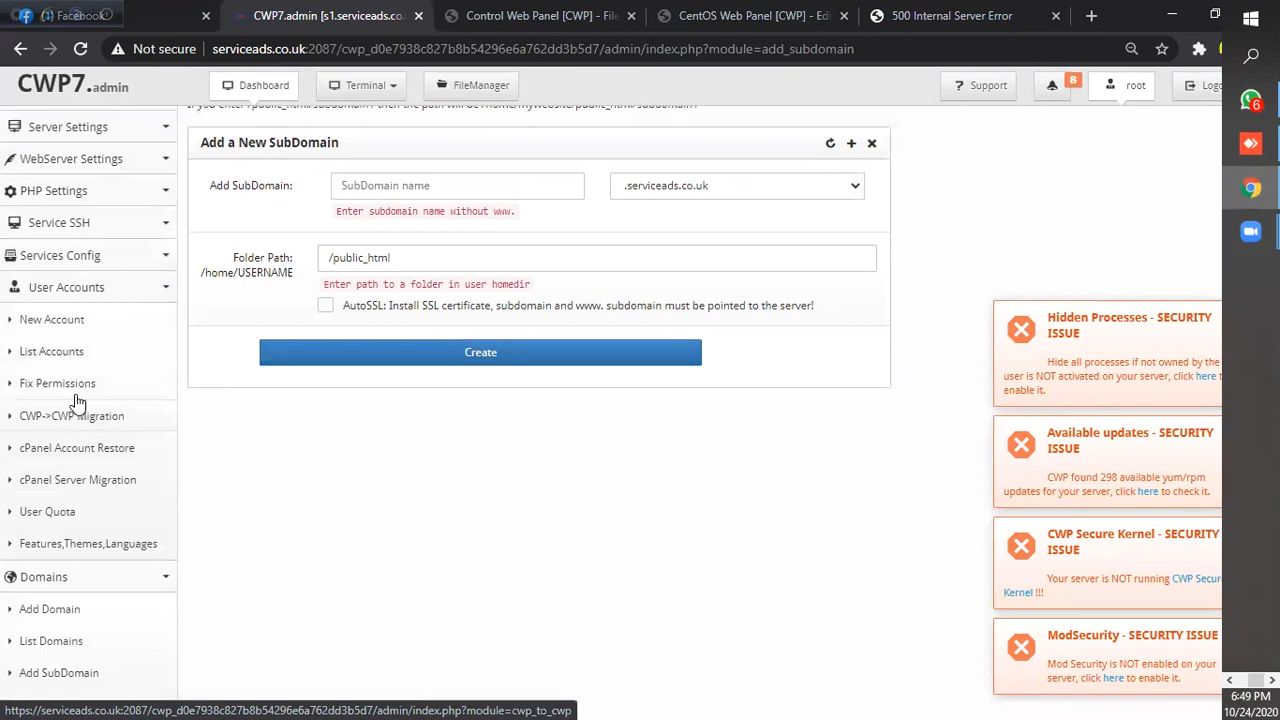 Facebook
CWP7.admin [s1.serviceads.co.
Control Web Panel [CWP] - File
CentOS Web Panel [CWP] - Edi
500 Internal Server Error
Not secure
serviceads.co.uk:2087/cwp_d0e7938c827b8b54296e6a262dd3b5d7/admin/index.php?module=add_subdomain
CWP7.admin
Dashboard
Terminal
FileManager
? Support
8
root
Logo
Server Settings
WebServer Settings
PHP Settings
Service SSH
Services Config
User Accounts
New Account
List Accounts
Fix Permissions
CWP->CWP Migration
cPanel Account Restore
cPanel Server Migration
User Quota
Features,Themes,Languages
Domains
Add Domain
List Domains
Add SubDomain
Add a New SubDomain
Add SubDomain:
SubDomain name
.serviceads.co.uk
Enter subdomain name without www.
Folder Path:
/home/USERNAME
/public_html
Enter path to a folder in user homedir
AutoSSL: Install SSL certificate, subdomain and www. subdomain must be pointed to the server!
Create
Hidden Processes - SECURITY
ISSUE
Hide all processes if not owned by the
user is NOT activated on your server, click here to
enable it.
Available updates - SECURITY
ISSUE
CWP found 298 available yum/rpm
updates for your server, click here to check it.
CWP Secure Kernel - SECURITY
ISSUE
Your server is NOT running CWP Secur
Kernel !!!
ModSecurity - SECURITY ISSUE
Mod Security is NOT enabled on your
server, click here to enable it.
6
https://serviceads.co.uk:2087/cwp_d0e7938c827b8b54296e6a262dd3b5d7/admin/index.php?module=cwp_to_cwp
6:49 PM
10/24/2020